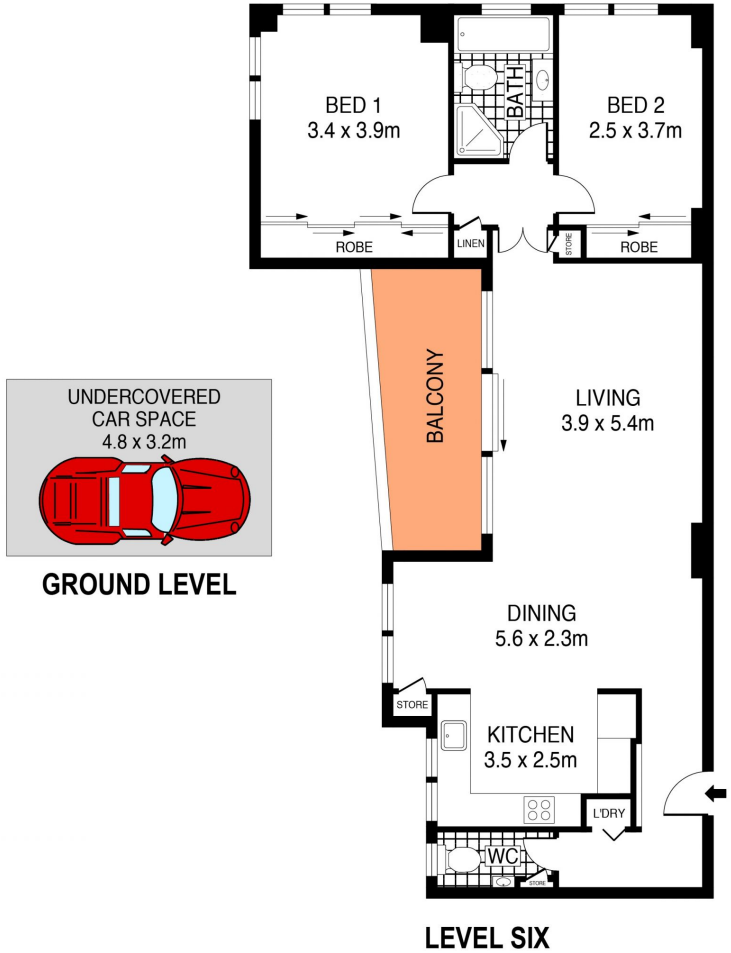 BED 1
3.4 x 3.9m
BATH
BED 2
2.5 x 3.7m
ROBE
LINEN
STORE
ROBE
BALCONY
LIVING
3.9 x 5.4m
UNDERCOVERED
CAR SPACE
4.8 x 3.2m
GROUND LEVEL
DINING
5.6 x 2.3m
STORE
KITCHEN
3.5 x 2.5m
L'DRY
WC
STORE
LEVEL SIX